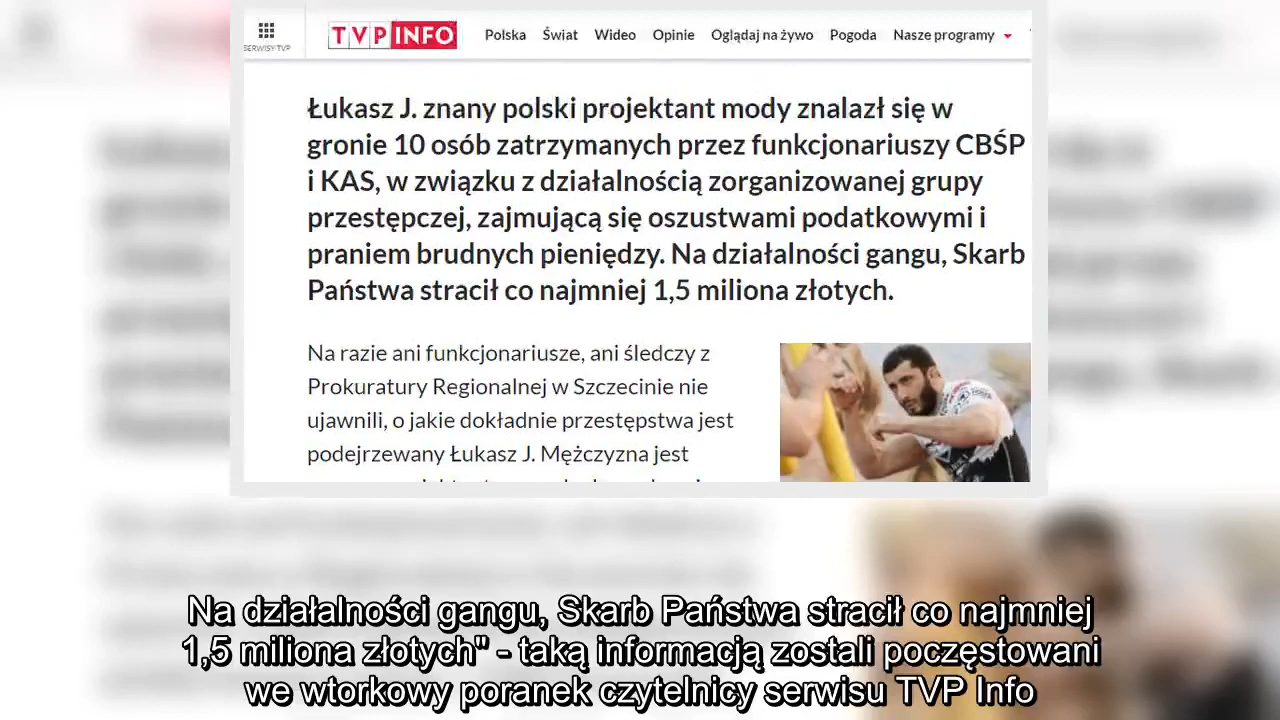 SERWISY TVP
TVP INFO
Polska Świat Wideo Opinie Oglądaj na żywo Pogoda Nasze programy
Łukasz J. znany polski projektant mody znalazł się w
gronie 10 osób zatrzymanych przez funkcjonariuszy CBŚP
i KAS, w związku z działalnością zorganizowanej grupy
przestępczej, zajmującą się oszustwami podatkowymi i
praniem brudnych pieniędzy. Na działalności gangu, Skarb
Państwa stracił co najmniej 1,5 miliona złotych.
Na razie ani funkcjonariusze, ani śledczy z
Prokuratury Regionalnej w Szczecinie nie
ujawnili, o jakie dokładnie przestępstwa jest
podejrzewany Łukasz J. Mężczyzna jest
Na działalności gangu, Skarb Państwa stracił co najmniej
1,5 miliona złotych" - taką informacją zostali poczęstowani
we wtorkowy poranek czytelnicy serwisu TVP Info